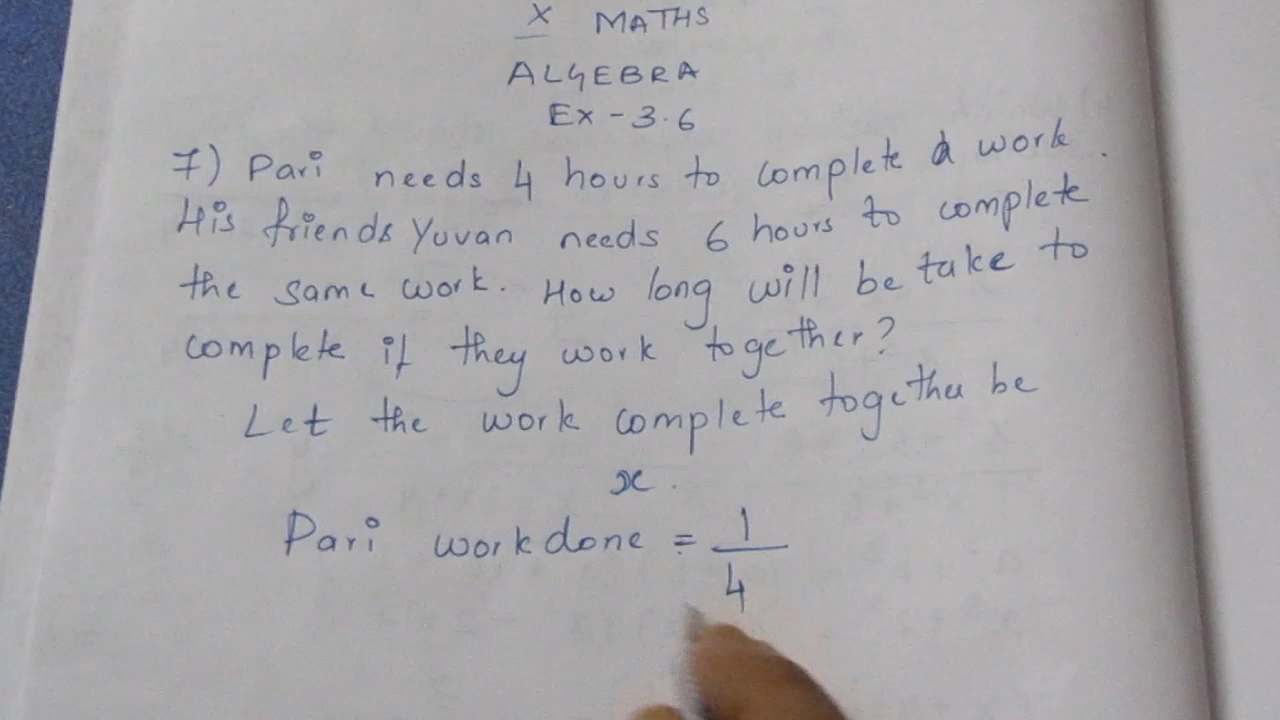 X MATHS
ALGEBRA
Ex - 3.6
7) Pari needs 4 hours to complete a work.
His friends Yuvan needs 6 hours to complete
the same work. How long will be take to
complete if they work together?
Let the work complete together be
x.
Pari work done = 1/4